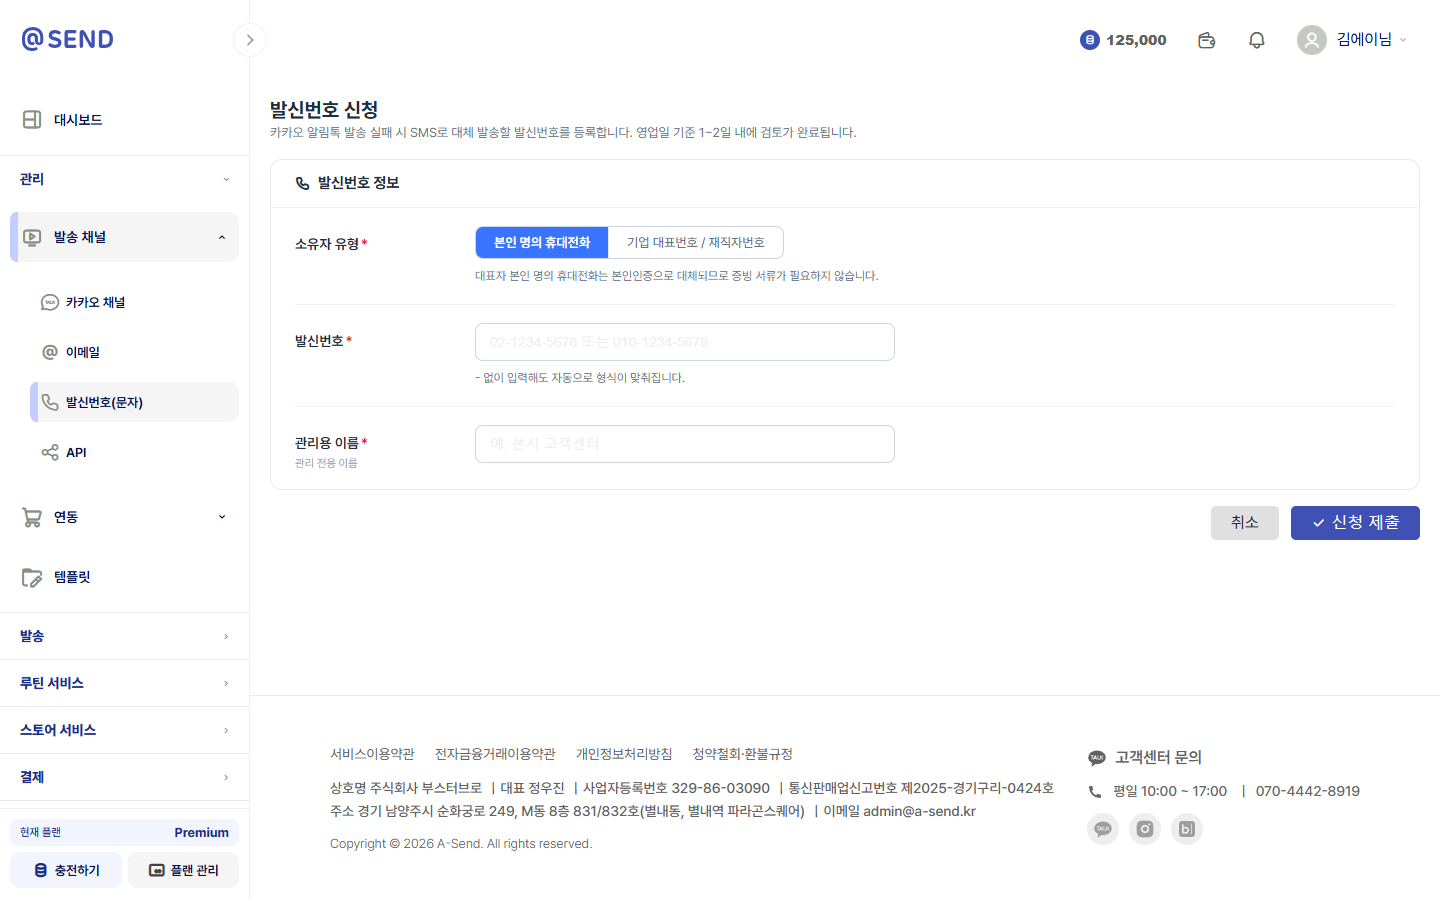 @SEND
125,000
김에이님
대시보드
관리
발송 채널
TALK 카카오 채널
@ 이메일
발신번호(문자)
API
연동
템플릿
발송
루틴 서비스
스토어 서비스
결제
현재 플랜 Premium
충전하기 플랜 관리
발신번호 신청
카카오 알림톡 발송 실패 시 SMS로 대체 발송할 발신번호를 등록합니다. 영업일 기준 1~2일 내에 검토가 완료됩니다.
발신번호 정보
소유자 유형* 본인 명의 휴대전화 기업 대표번호 / 재직자번호
대표자 본인 명의 휴대전화는 본인인증으로 대체되므로 증빙 서류가 필요하지 않습니다.
발신번호* 02-1234-5678 또는 010-1234-5678
- 없이 입력해도 자동으로 형식이 맞춰집니다.
관리용 이름* 예: 본사 고객센터
관리 전용 이름
취소 신청 제출
서비스이용약관 전자금융거래이용약관 개인정보처리방침 청약철회·환불규정
상호명 주식회사 부스터브로 | 대표 정우진 | 사업자등록번호 329-86-03090 | 통신판매업신고번호 제2025-경기구리-0424호
주소 경기 남양주시 순화궁로 249, M동 8층 831/832호(별내동, 별내역 파라곤스퀘어) | 이메일 admin@a-send.kr
Copyright © 2026 A-Send. All rights reserved.
TALK 고객센터 문의
평일 10:00 ~ 17:00 | 070-4442-8919
TALK b|